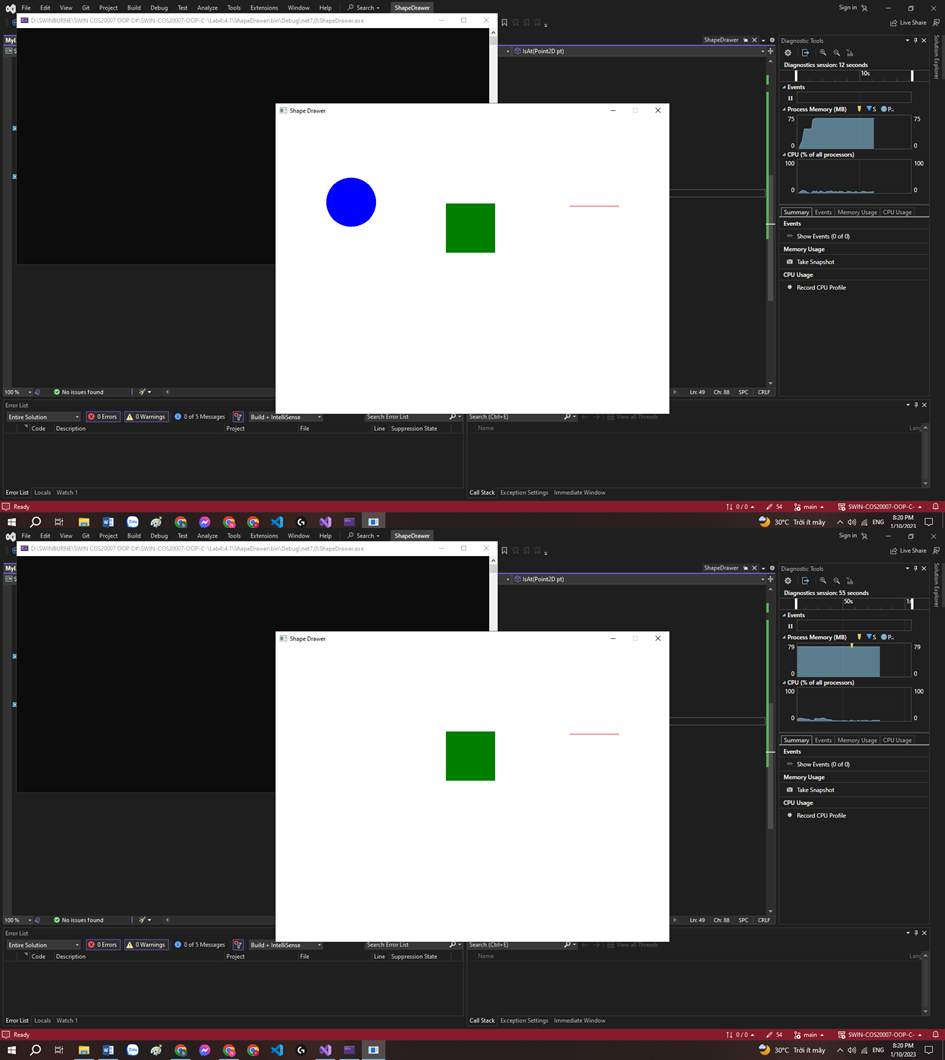 File Edit View Git Project Build Debug Test Analyze Tools Extensions Window Help Search ShapeDrawer Sign in
D:\SWINBURNE\SWIN-COS20007 OOP C#\SWIN-COS20007-OOP-C-\Lab4\4.1\ShapeDrawer\bin\Debug\net7.0\ShapeDrawer.exe
Live Share
ShapeDrawer Diagnostic Tools
IsAt(Point2D pt)
Solution Explorer
Diagnostics session: 12 seconds
10s
Events
Process Memory (MB) S P..
75 75
0 0
CPU (% of all processors)
100 100
0 0
Shape Drawer
Summary Events Memory Usage CPU Usage
Events
Show Events (0 of 0)
Memory Usage
Take Snapshot
CPU Usage
Record CPU Profile
100 % No issues found Ln: 49 Ch: 88 SPC CRLF
Error List
Entire Solution 0 Errors 0 Warnings 0 of 5 Messages Build + IntelliSense Search Error List Search (Ctrl+E) View all Threads
Code Description Project File Line Suppression State Name Lang
Error List Locals Watch 1 Call Stack Exception Settings Immediate Window
Ready 0 / 0 54 main SWIN-COS20007-OOP-C-
30°C Trời ít mây ENG 8:20 PM
1/10/2023
File Edit View Git Project Build Debug Test Analyze Tools Extensions Window Help Search ShapeDrawer Sign in
D:\SWINBURNE\SWIN-COS20007 OOP C#\SWIN-COS20007-OOP-C-\Lab4\4.1\ShapeDrawer\bin\Debug\net7.0\ShapeDrawer.exe
Live Share
ShapeDrawer Diagnostic Tools
IsAt(Point2D pt)
Solution Explorer
Diagnostics session: 55 seconds
50s
Events
Process Memory (MB) S P..
79 79
0 0
CPU (% of all processors)
100 100
0 0
Shape Drawer
Summary Events Memory Usage CPU Usage
Events
Show Events (0 of 0)
Memory Usage
Take Snapshot
CPU Usage
Record CPU Profile
100 % No issues found Ln: 49 Ch: 88 SPC CRLF
Error List
Entire Solution 0 Errors 0 Warnings 0 of 5 Messages Build + IntelliSense Search Error List Search (Ctrl+E) View all Threads
Code Description Project File Line Suppression State Name Lang
Error List Locals Watch 1 Call Stack Exception Settings Immediate Window
Ready 0 / 0 54 main SWIN-COS20007-OOP-C-
30°C Trời ít mây ENG 8:20 PM
1/10/2023